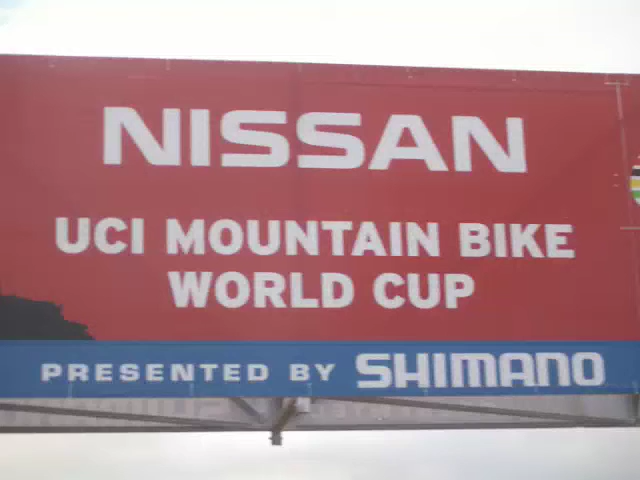 NISSAN
UCI MOUNTAIN BIKE
WORLD CUP
PRESENTED BY SHIMANO